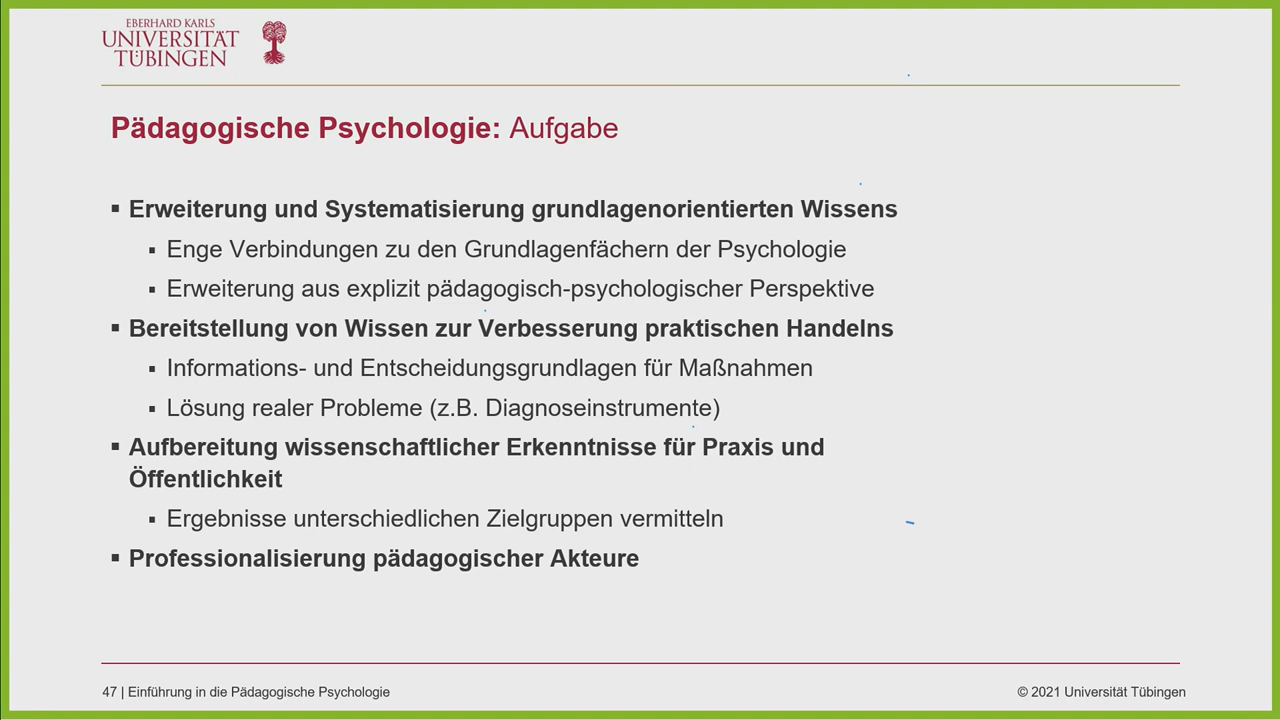 EBERHARD KARLS
UNIVERSITÄT
TÜBINGEN
Pädagogische Psychologie: Aufgabe
▪ Erweiterung und Systematisierung grundlagenorientierten Wissens
▪ Enge Verbindungen zu den Grundlagenfächern der Psychologie
▪ Erweiterung aus explizit pädagogisch-psychologischer Perspektive
▪ Bereitstellung von Wissen zur Verbesserung praktischen Handelns
▪ Informations- und Entscheidungsgrundlagen für Maßnahmen
▪ Lösung realer Probleme (z.B. Diagnoseinstrumente)
▪ Aufbereitung wissenschaftlicher Erkenntnisse für Praxis und
Öffentlichkeit
▪ Ergebnisse unterschiedlichen Zielgruppen vermitteln
▪ Professionalisierung pädagogischer Akteure
47 | Einführung in die Pädagogische Psychologie
© 2021 Universität Tübingen